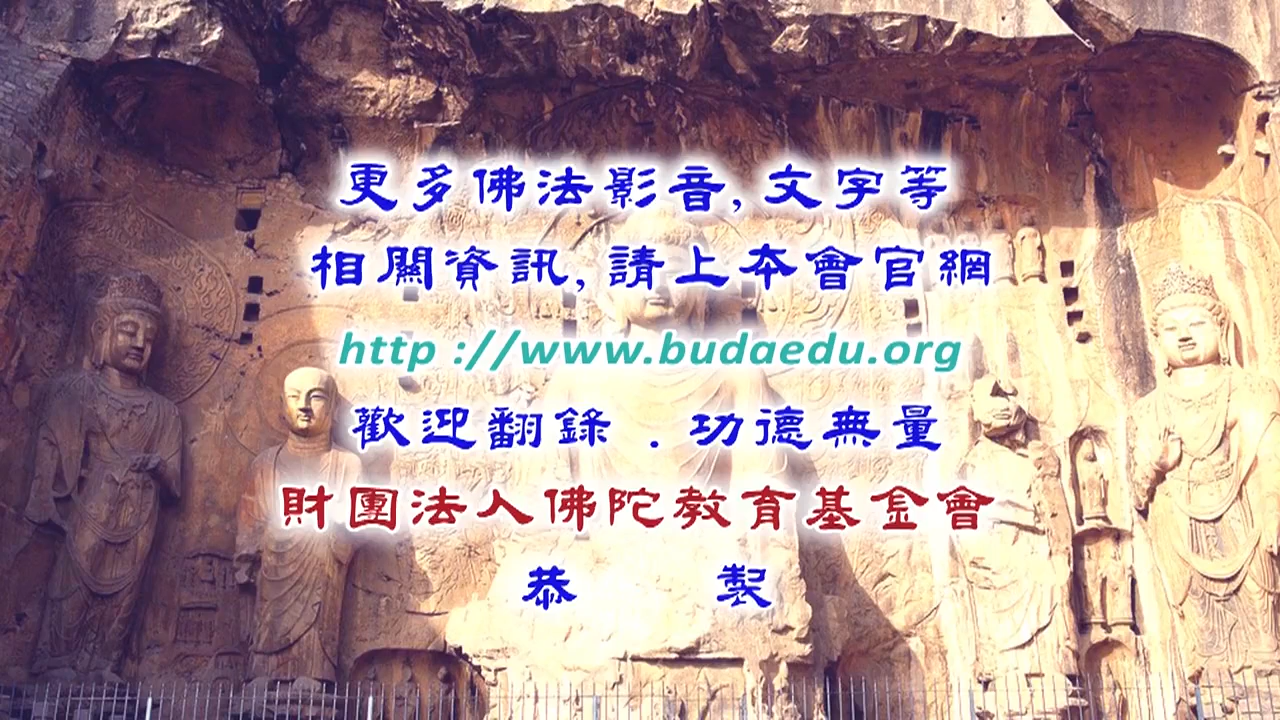 更多佛法影音,文字等
相關資訊,請上本會官網
http ://www.budaedu.org
歡迎翻錄 . 功德無量
財團法人佛陀教育基金會
恭 製